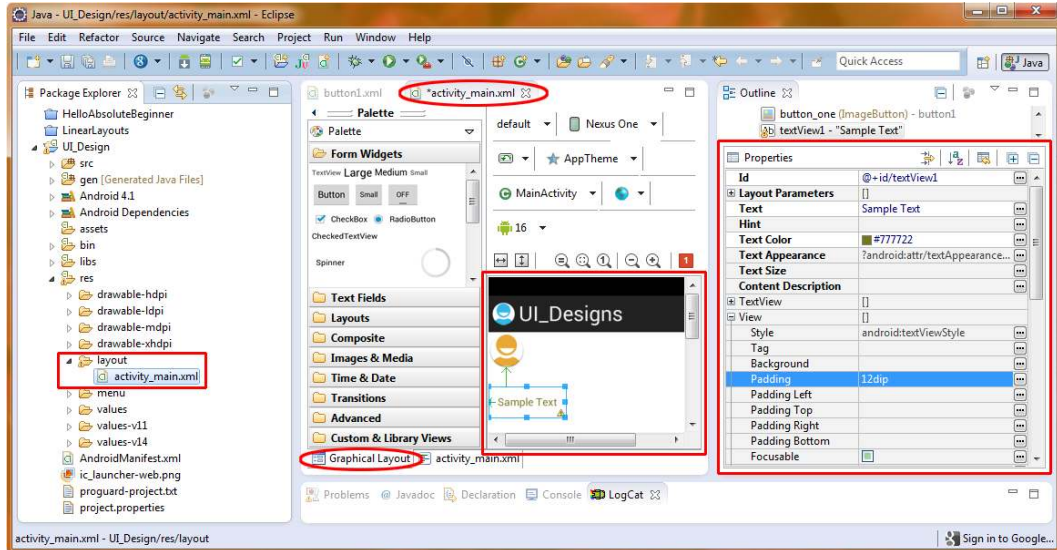 Java - UI_Design/res/layout/activity_main.xml - Eclipse
File Edit Refactor Source Navigate Search Project Run Window Help
Quick Access
Java
Package Explorer
HelloAbsoluteBeginner
LinearLayouts
UI_Design
src
gen [Generated Java Files]
Android 4.1
Android Dependencies
assets
bin
libs
res
drawable-hdpi
drawable-ldpi
drawable-mdpi
drawable-xhdpi
layout
activity_main.xml
menu
values
values-v11
values-v14
AndroidManifest.xml
ic_launcher-web.png
proguard-project.txt
project.properties
button1.xml
*activity_main.xml
Palette
Palette
Form Widgets
TextView Large Medium Small
Button Small OFF
CheckBox RadioButton
CheckedTextView
Spinner
Text Fields
Layouts
Composite
Images & Media
Time & Date
Transitions
Advanced
Custom & Library Views
Graphical Layout
activity_main.xml
default
Nexus One
AppTheme
MainActivity
16
1
UI_Designs
Sample Text
Outline
button_one (ImageButton) - button1
Ab textView1 - "Sample Text"
Properties
Id @+id/textView1
Layout Parameters []
Text Sample Text
Hint
Text Color #777722
Text Appearance ?android:attr/textAppearance...
Text Size
Content Description
TextView []
View []
Style android:textViewStyle
Tag
Background
Padding 12dip
Padding Left
Padding Top
Padding Right
Padding Bottom
Focusable
Problems @ Javadoc Declaration Console LogCat
activity_main.xml - UI_Design/res/layout
Sign in to Google...